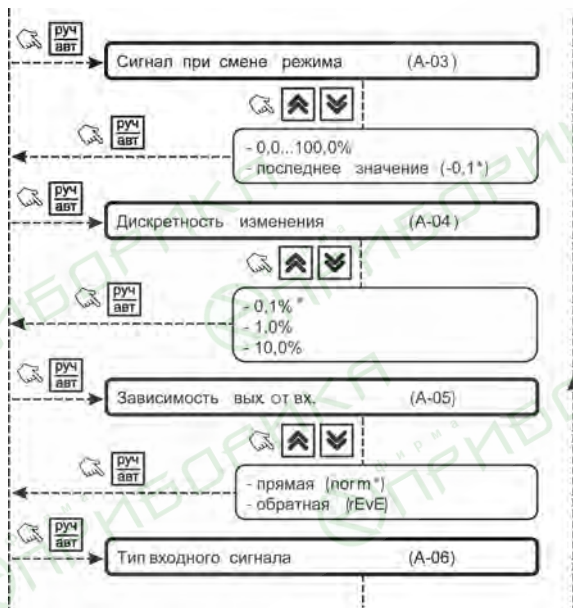 руч
авт
Сигнал при смене режима (А-03)
руч
авт
- 0,0...100,0%
- последнее значение (-0,1*)
руч
авт
Дискретность изменения (А-04)
руч
авт
- 0,1% *
- 1,0%
- 10,0%
руч
авт
Зависимость вых. от вх. (А-05)
руч
авт
- прямая (norm*)
- обратная (rEvE)
руч
авт
Тип входного сигнала (А-06)
ПРИБОРИКА
ПРИБОРИКА